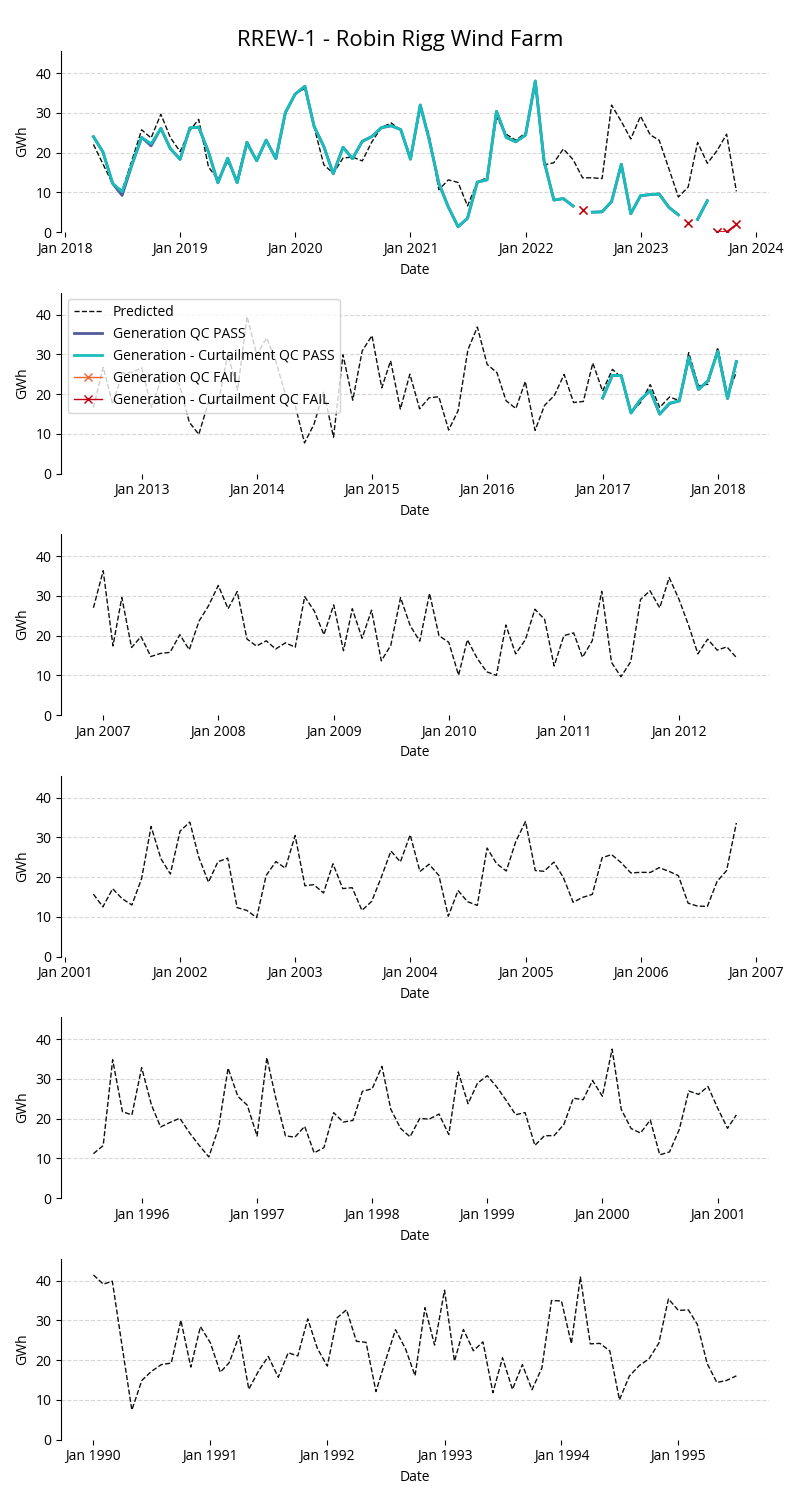 RREW-1 - Robin Rigg Wind Farm
40
30
20
10
0
GWh
Jan 2018 Jan 2019 Jan 2020 Jan 2021 Jan 2022 Jan 2023 Jan 2024
Date
Predicted
Generation QC PASS
Generation - Curtailment QC PASS
Generation QC FAIL
Generation - Curtailment QC FAIL
40
30
20
10
0
GWh
Jan 2013 Jan 2014 Jan 2015 Jan 2016 Jan 2017 Jan 2018
Date
40
30
20
10
0
GWh
Jan 2007 Jan 2008 Jan 2009 Jan 2010 Jan 2011 Jan 2012
Date
40
30
20
10
0
GWh
Jan 2001 Jan 2002 Jan 2003 Jan 2004 Jan 2005 Jan 2006 Jan 2007
Date
40
30
20
10
0
GWh
Jan 1996 Jan 1997 Jan 1998 Jan 1999 Jan 2000 Jan 2001
Date
40
30
20
10
0
GWh
Jan 1990 Jan 1991 Jan 1992 Jan 1993 Jan 1994 Jan 1995
Date